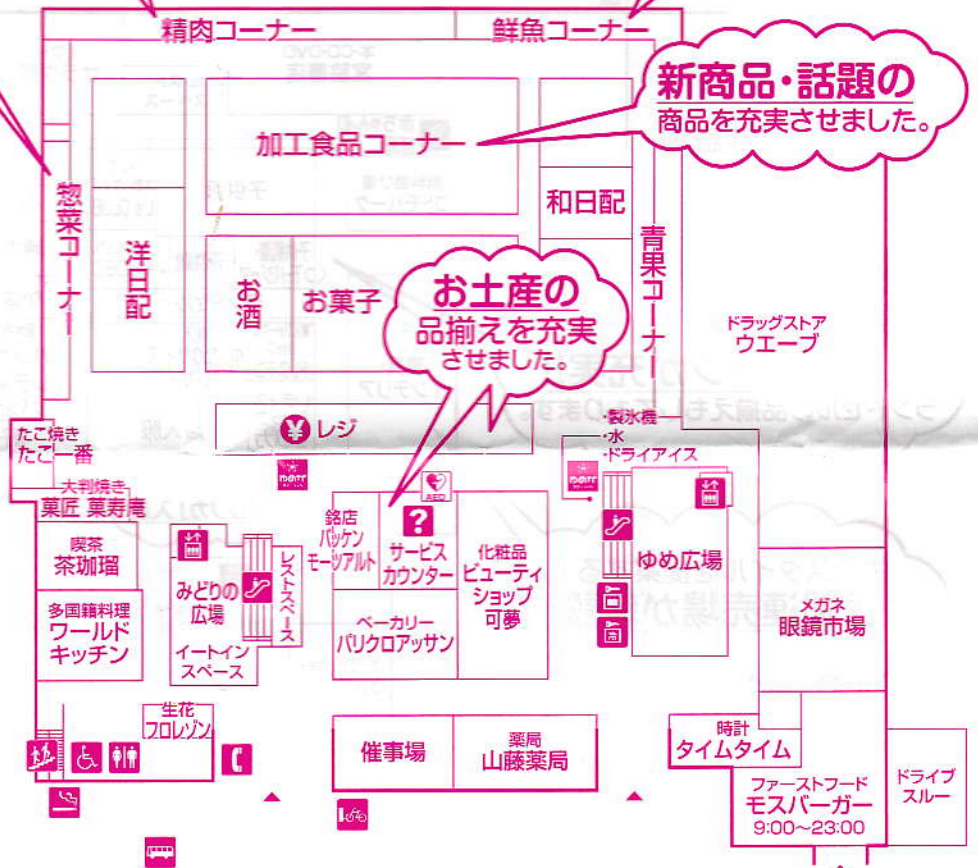 精肉コーナー
鮮魚コーナー
新商品・話題の
商品を充実させました。
加工食品コーナー
惣菜コーナー
洋日配
和日配
青果コーナー
お酒
お菓子
お土産の
品揃えを充実
させました。
ドラッグストア
ウエーブ
¥ レジ
・製氷機
・水
・ドライアイス
たこ焼き
たこ一番
大判焼き
菓匠 菓寿庵
喫茶
茶珈瑠
多国籍料理
ワールド
キッチン
みどりの
広場
イートイン
スペース
レストスペース
銘店
バッケン
モーツアルト
AED
?
サービス
カウンター
化粧品
ビューティ
ショップ
可夢
ベーカリー
パリクロアッサン
ゆめ広場
メガネ
眼鏡市場
生花
フロレゾン
催事場
薬局
山藤薬局
時計
タイムタイム
ファーストフード
モスバーガー
9:00～23:00
ドライブ
スルー